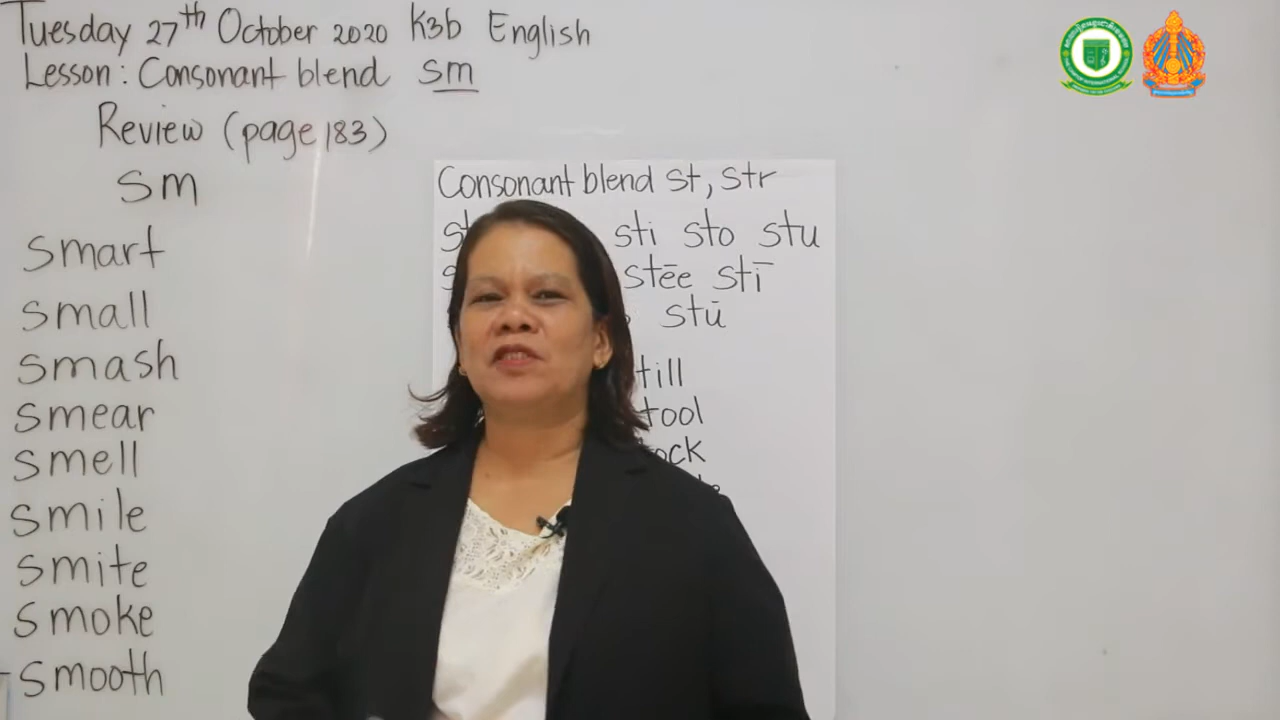 Tuesday 27th October 2020 K3b English
Lesson: Consonant blend sm
Review (page 183)
sm
smart
small
smash
smear
smell
smile
smite
smoke
smooth
Consonant blend st, str
sti sto stu
stēe stī
stū
till
tool
ock